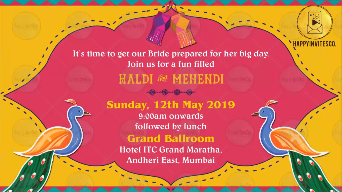 HAPPYINVITES.CO
It's time to get our Bride prepared for her big day
Join us for a fun filled
HALDI and MEHENDI
Sunday, 12th May 2019
9:00am onwards
followed by lunch
Grand Ballroom
Hotel ITC Grand Maratha,
Andheri East, Mumbai